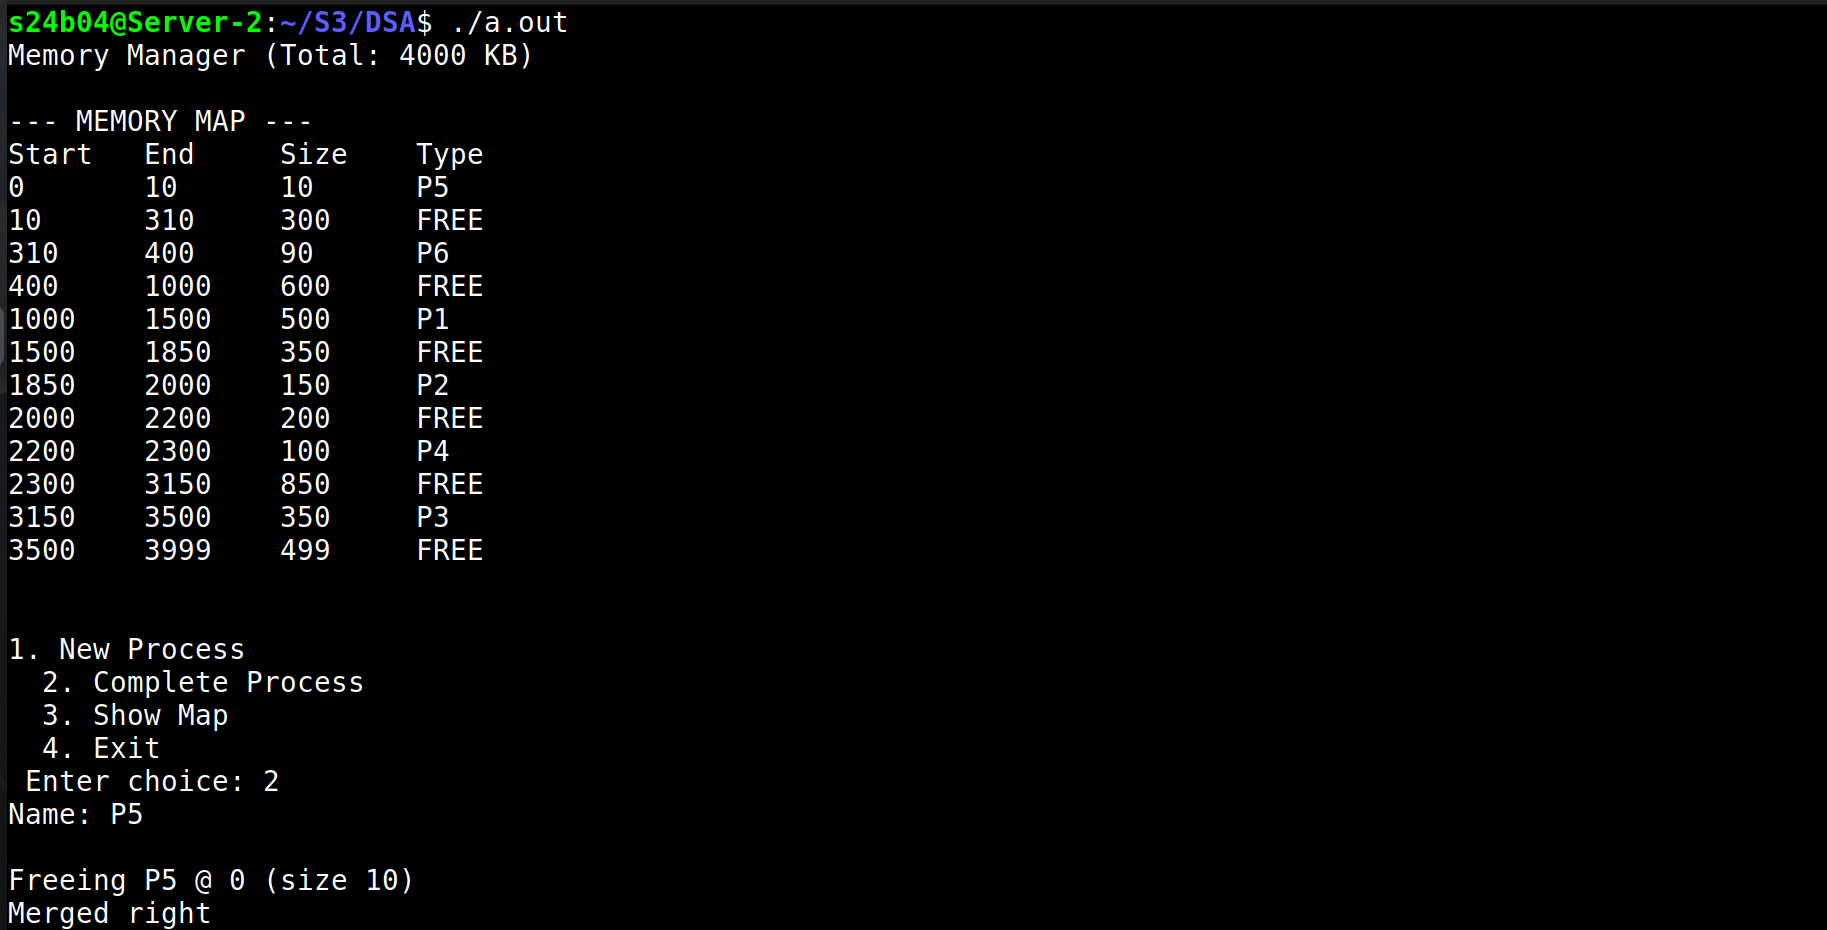 s24b04@Server-2:~/S3/DSA$ ./a.out
Memory Manager (Total: 4000 KB)
--- MEMORY MAP ---
Start   End     Size    Type
0       10      10      P5
10      310     300     FREE
310     400     90      P6
400     1000    600     FREE
1000    1500    500     P1
1500    1850    350     FREE
1850    2000    150     P2
2000    2200    200     FREE
2200    2300    100     P4
2300    3150    850     FREE
3150    3500    350     P3
3500    3999    499     FREE
1. New Process
  2. Complete Process
  3. Show Map
  4. Exit
 Enter choice: 2
Name: P5
Freeing P5 @ 0 (size 10)
Merged right